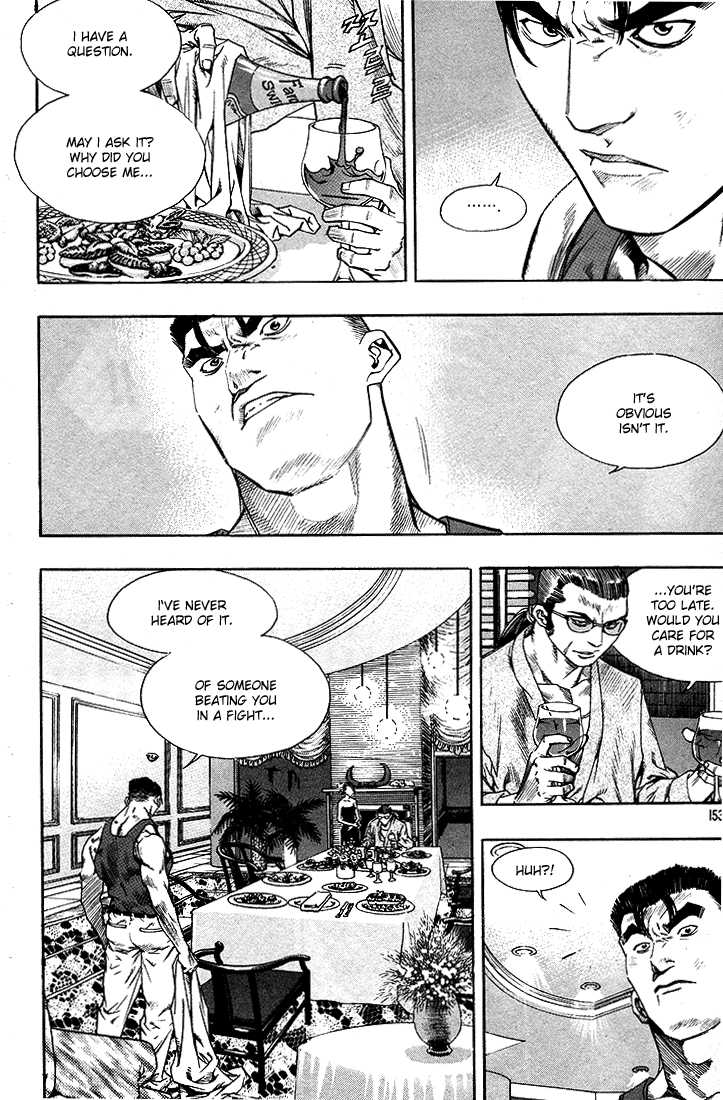 I HAVE A
QUESTION.
MAY I ASK IT?
WHY DID YOU
CHOOSE ME...
.......
IT'S
OBVIOUS
ISN'T IT.
I'VE NEVER
HEARD OF IT.
OF SOMEONE
BEATING YOU
IN A FIGHT...
...YOU'RE
TOO LATE.
WOULD YOU
CARE FOR
A DRINK?
153
HUH?!